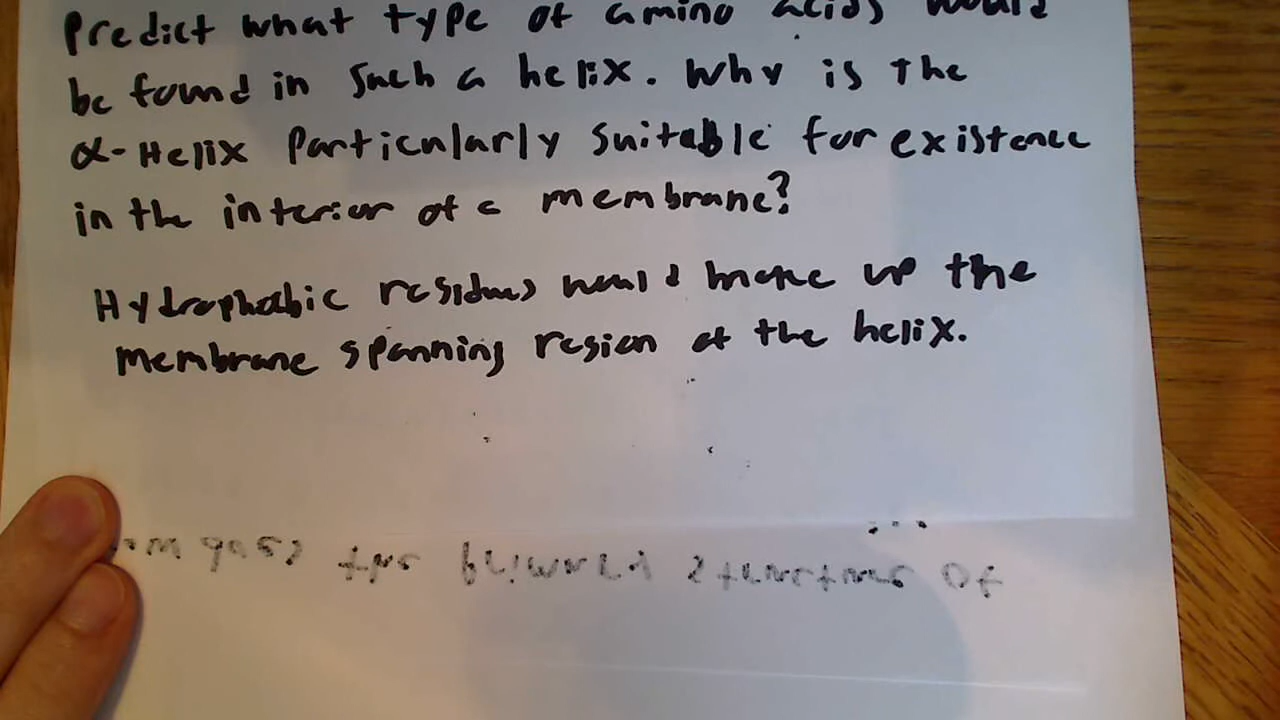 Predict what type of amino acids would
be found in such a helix. Why is the
α-Helix Particularly suitable for existence
in the interior of a membrane?
Hydrophobic residues would make up the
membrane spanning region of the helix.